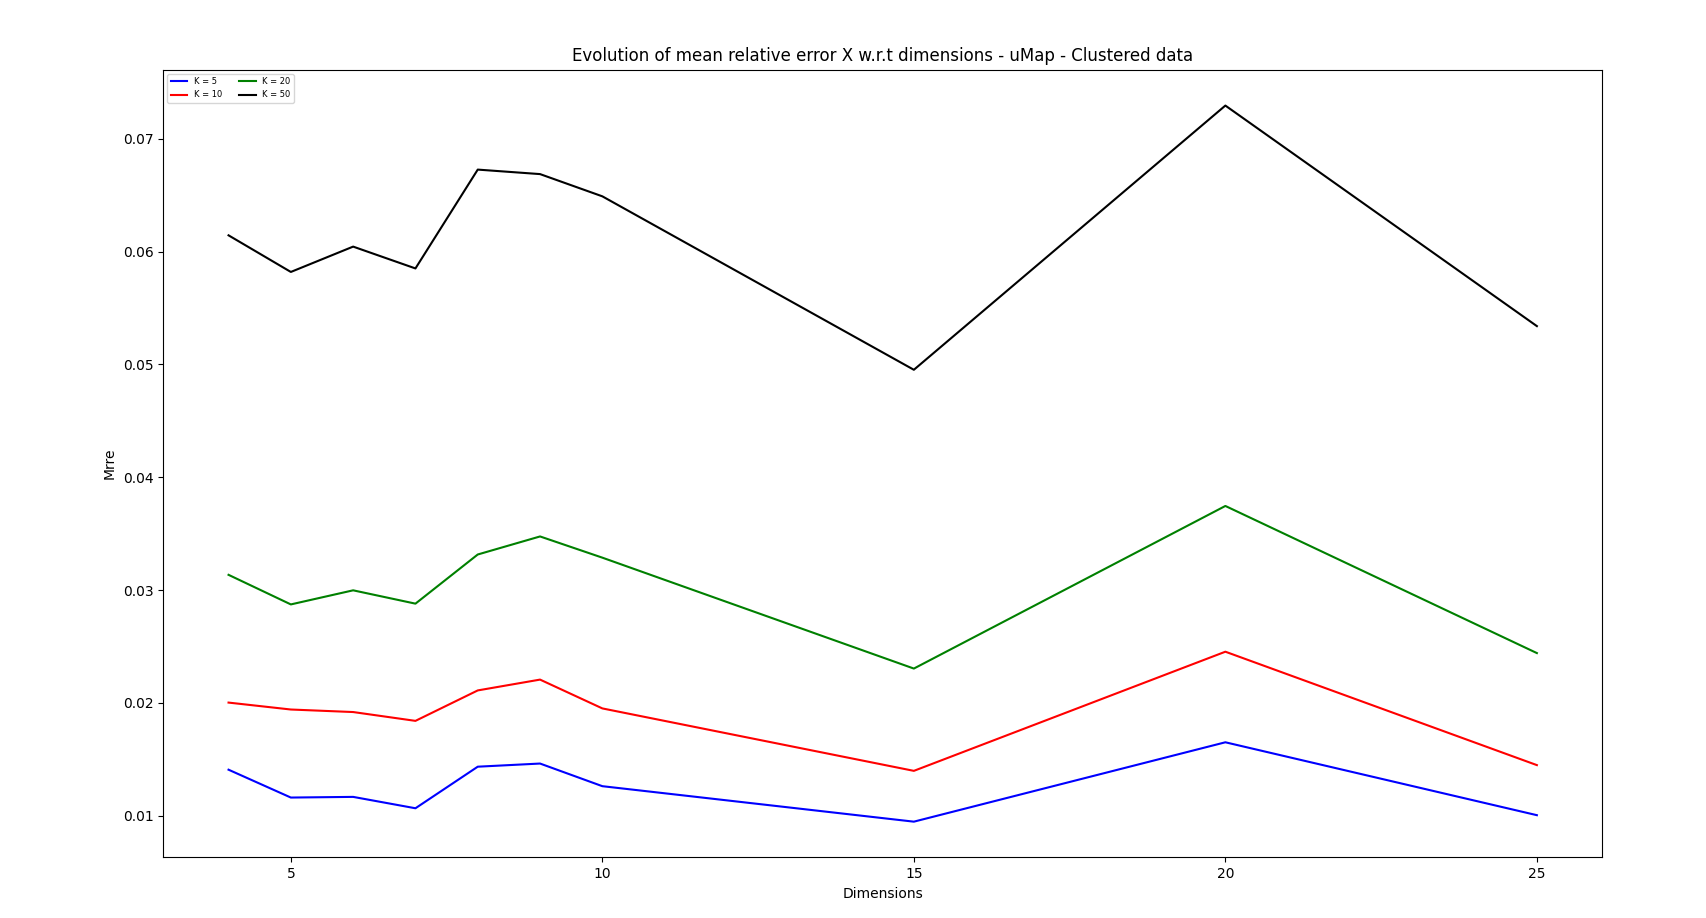 Evolution of mean relative error X w.r.t dimensions - uMap - Clustered data
K = 5 K = 20
K = 10 K = 50
0.07
0.06
0.05
0.04
0.03
0.02
0.01
Mrre
5 10 15 20 25
Dimensions